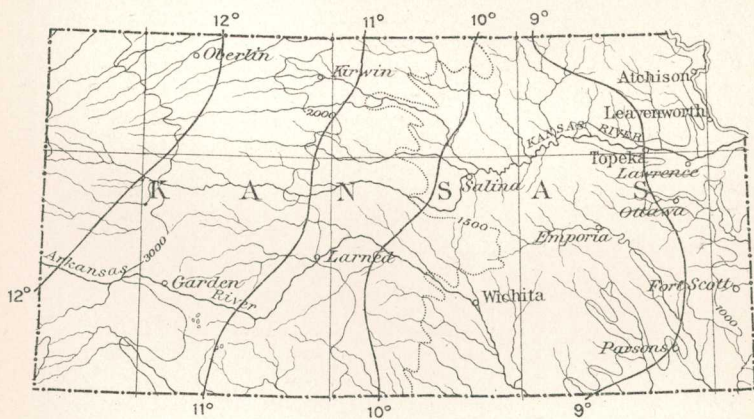 12°
11°
10°
9°
Oberlin
Kirwin
Atchison
2000
Leavenworth
KANSAS RIVER
Topeka
Lawrence
Salina
K A N S A S
Ottawa
1500
Emporia
3000
Arkansas River
Larned
Garden
Fort Scott
12°
Wichita
1000
Parsons
11°
10°
9°